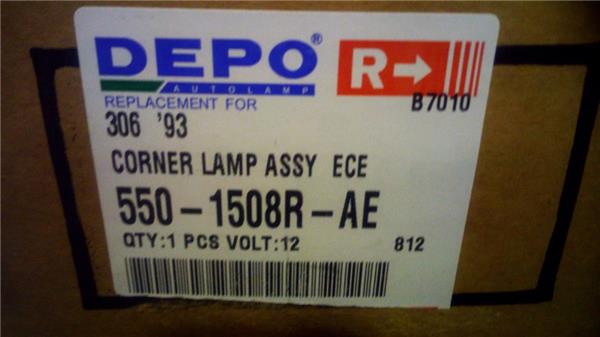 DEPO®
AUTOLAMP
R→
REPLACEMENT FOR
B7010
306 '93
CORNER LAMP ASSY ECE
550-1508R-AE
QTY:1 PCS VOLT:12 812